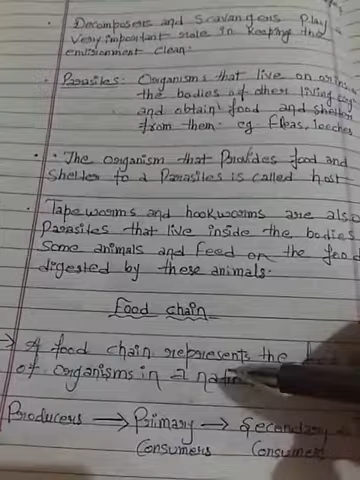 Decomposers and Scavangers play
very important role in keeping the
environment clean.
Parasites: Organisms that live on or in
the bodies of other living
and obtain food and shelter
from them. eg Fleas, leeches
The organism that Provides food and
Shelter to a Parasites is called host
Tapeworms and hookworms are also
Parasites that live inside the bodies
Some animals and feed on the food
digested by these animals.
Food chain
→ A food chain represents the
of organisms in a
Producers → Primary → Secondary
Consumers Consumers